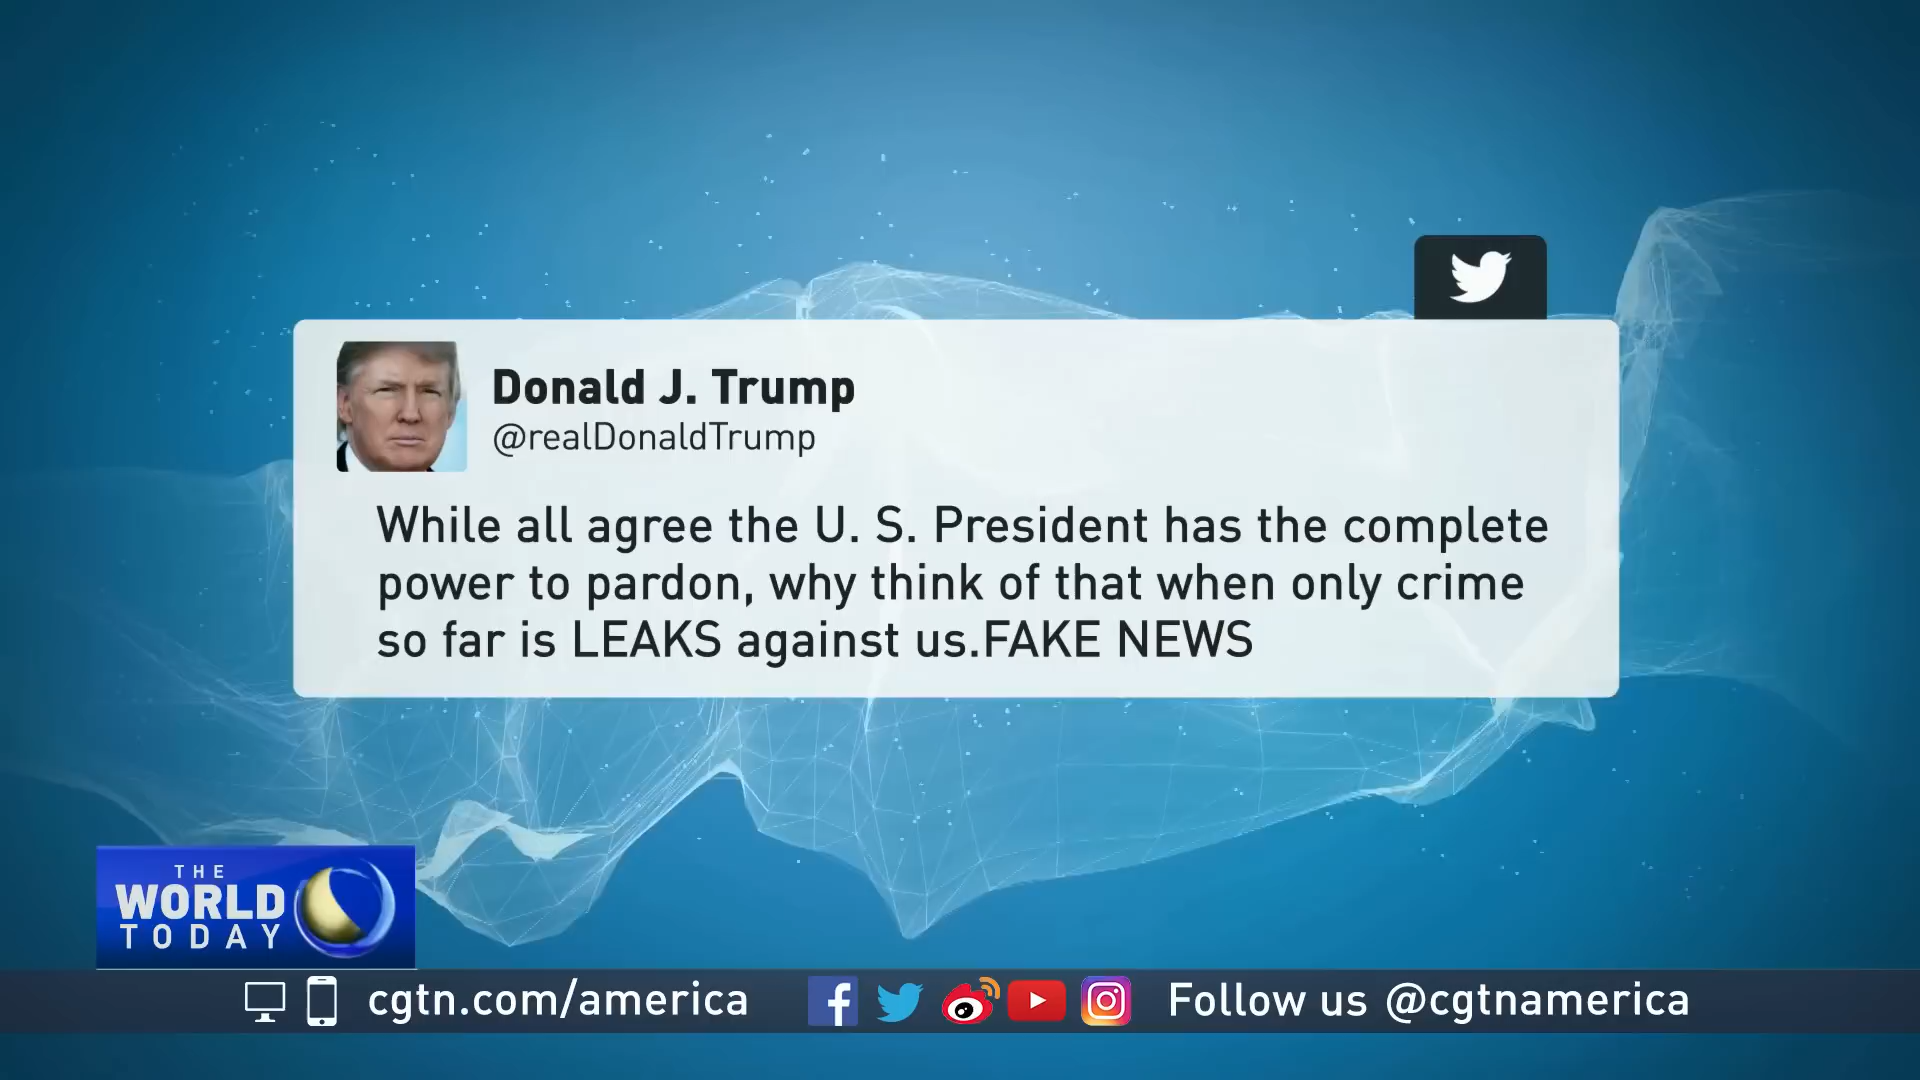 Donald J. Trump
@realDonaldTrump
While all agree the U. S. President has the complete
power to pardon, why think of that when only crime
so far is LEAKS against us.FAKE NEWS
THE
WORLD
TODAY
cgtn.com/america
Follow us @cgtnamerica